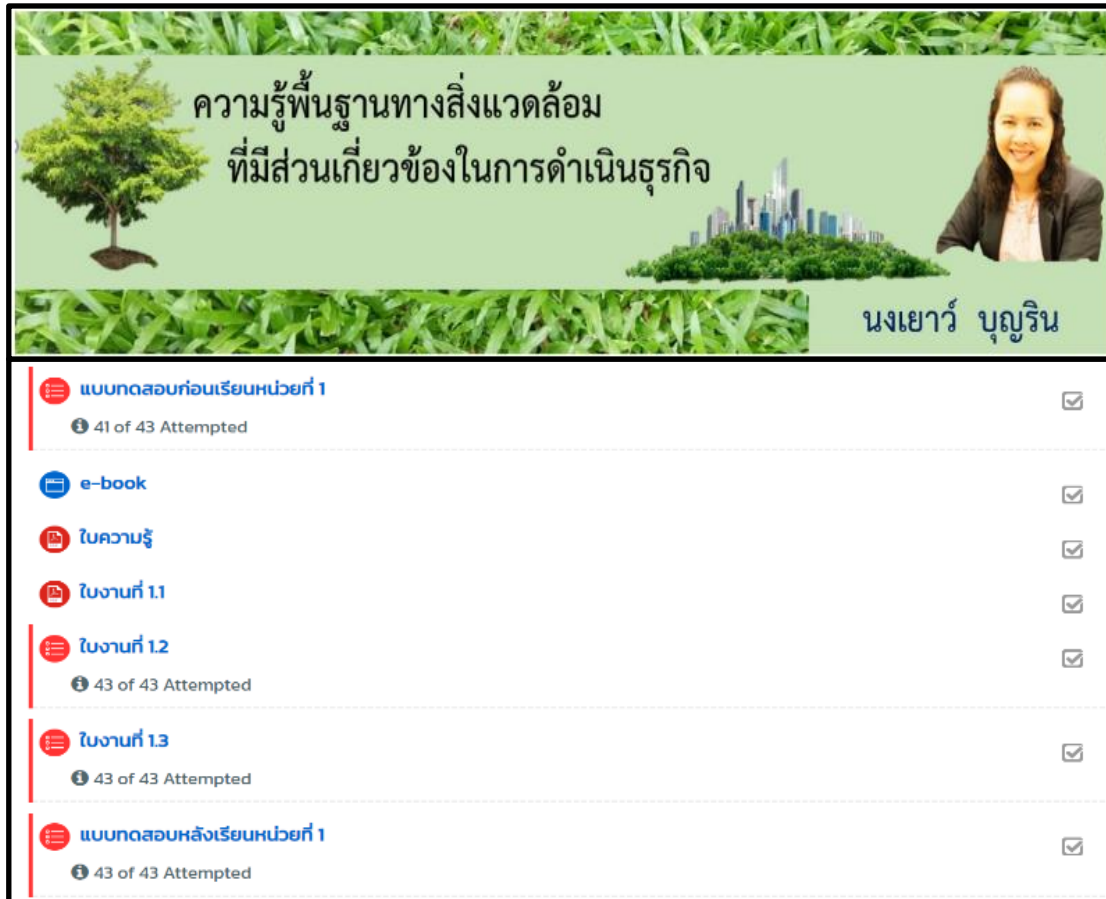 ความรู้พื้นฐานทางสิ่งแวดล้อม
ที่มีส่วนเกี่ยวข้องในการดำเนินธุรกิจ
นงเยาว์ บุญริน
แบบทดสอบก่อนเรียนหน่วยที่ 1
41 of 43 Attempted
e-book
ใบความรู้
ใบงานที่ 1.1
ใบงานที่ 1.2
43 of 43 Attempted
ใบงานที่ 1.3
43 of 43 Attempted
แบบทดสอบหลังเรียนหน่วยที่ 1
43 of 43 Attempted